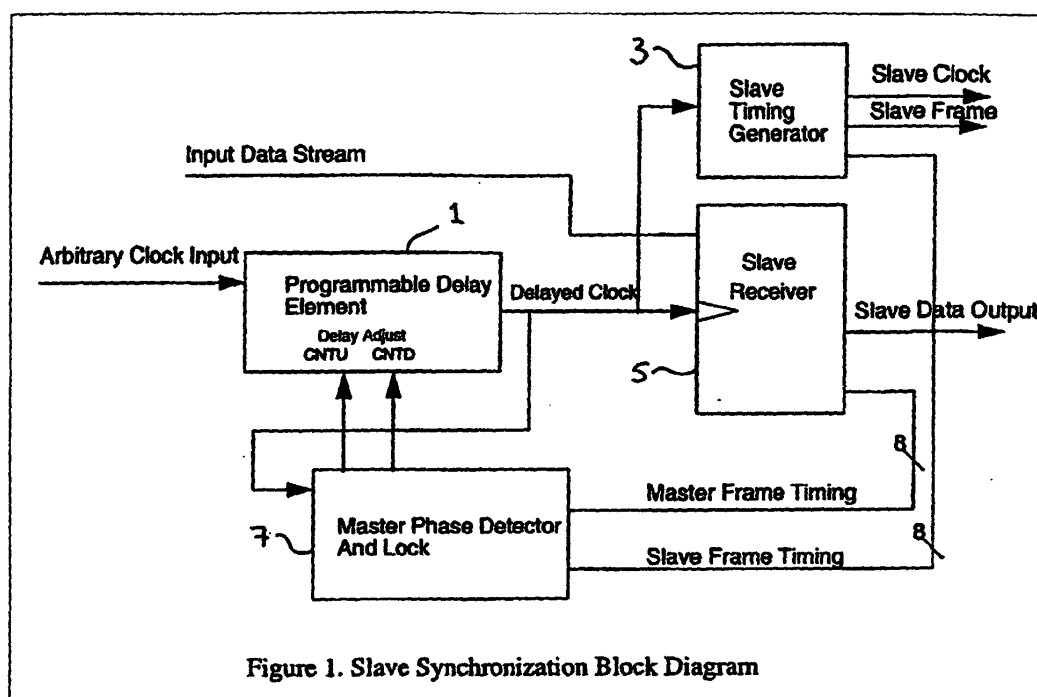 3
Slave
Timing
Generator
Slave Clock
Slave Frame
Input Data Stream
1
Arbitrary Clock Input
Programmable Delay
Element
Delay Adjust
CNTU CNTD
Delayed Clock
Slave
Receiver
Slave Data Output
5
8
Master Frame Timing
7
Master Phase Detector
And Lock
8
Slave Frame Timing
Figure 1. Slave Synchronization Block Diagram